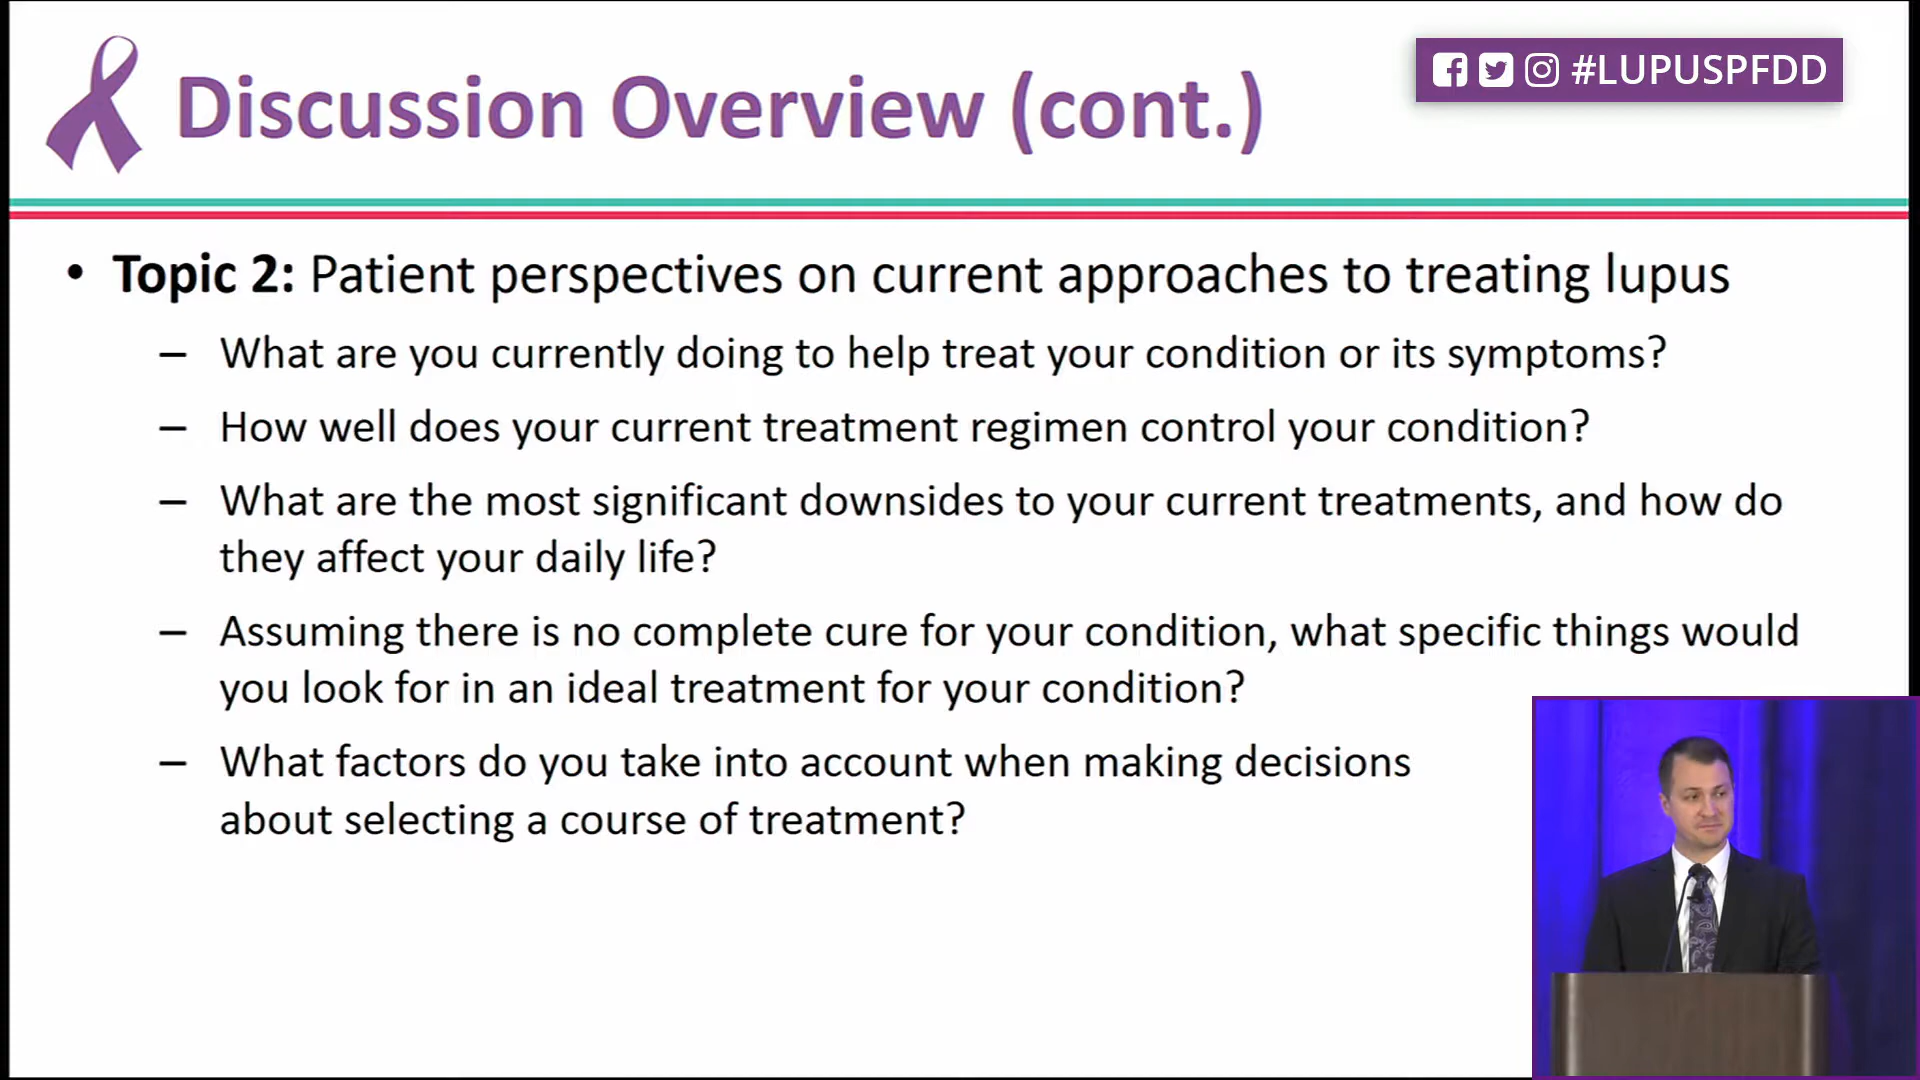 Discussion Overview (cont.)
#LUPUSPFDD
• Topic 2: Patient perspectives on current approaches to treating lupus
– What are you currently doing to help treat your condition or its symptoms?
– How well does your current treatment regimen control your condition?
– What are the most significant downsides to your current treatments, and how do
they affect your daily life?
– Assuming there is no complete cure for your condition, what specific things would
you look for in an ideal treatment for your condition?
– What factors do you take into account when making decisions
about selecting a course of treatment?